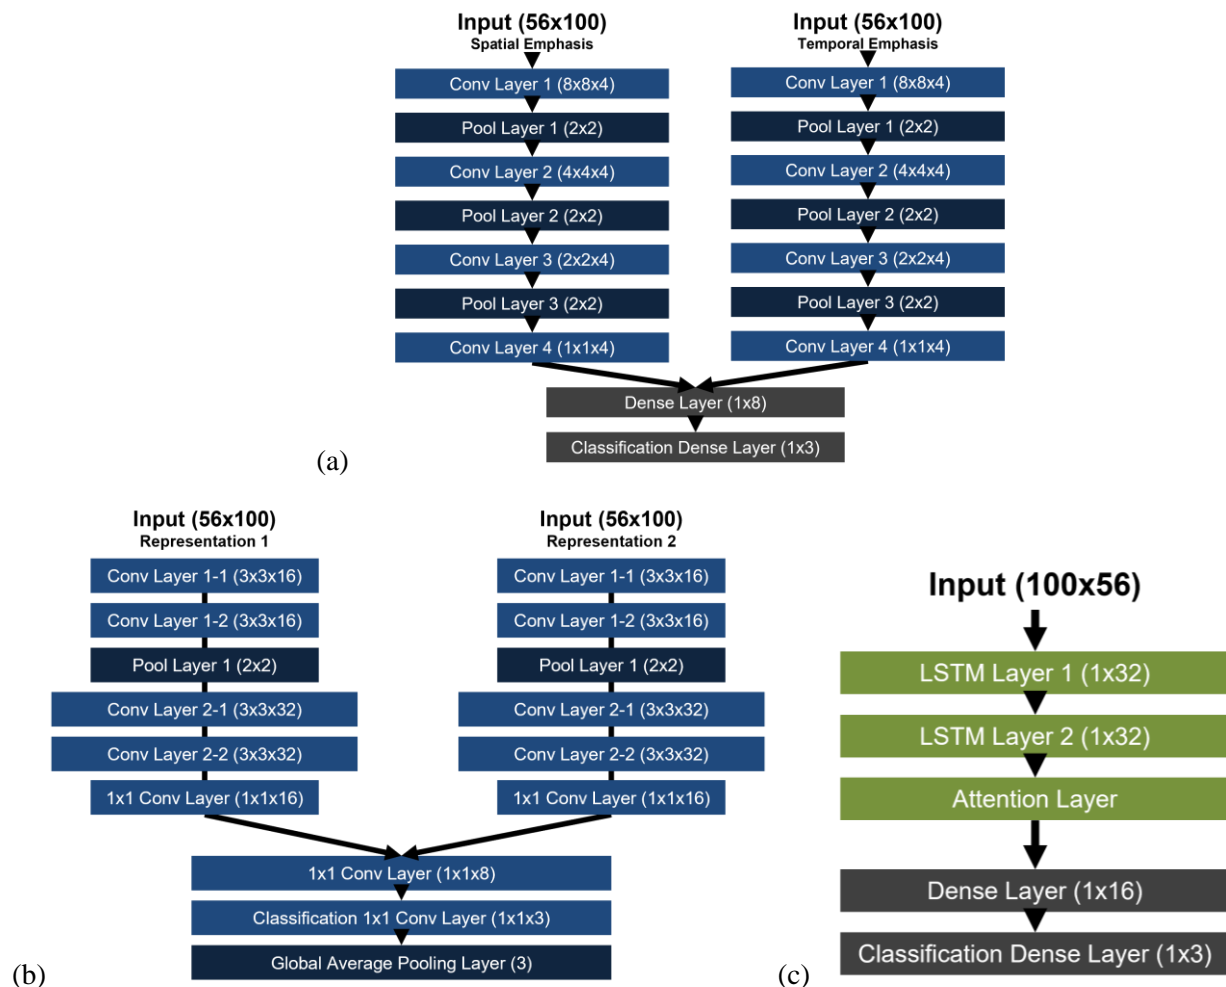 Input (56x100)
Spatial Emphasis
Conv Layer 1 (8x8x4)
Pool Layer 1 (2x2)
Conv Layer 2 (4x4x4)
Pool Layer 2 (2x2)
Conv Layer 3 (2x2x4)
Pool Layer 3 (2x2)
Conv Layer 4 (1x1x4)
Input (56x100)
Temporal Emphasis
Conv Layer 1 (8x8x4)
Pool Layer 1 (2x2)
Conv Layer 2 (4x4x4)
Pool Layer 2 (2x2)
Conv Layer 3 (2x2x4)
Pool Layer 3 (2x2)
Conv Layer 4 (1x1x4)
Dense Layer (1x8)
Classification Dense Layer (1x3)
(a)
Input (56x100)
Representation 1
Conv Layer 1-1 (3x3x16)
Conv Layer 1-2 (3x3x16)
Pool Layer 1 (2x2)
Conv Layer 2-1 (3x3x32)
Conv Layer 2-2 (3x3x32)
1x1 Conv Layer (1x1x16)
Input (56x100)
Representation 2
Conv Layer 1-1 (3x3x16)
Conv Layer 1-2 (3x3x16)
Pool Layer 1 (2x2)
Conv Layer 2-1 (3x3x32)
Conv Layer 2-2 (3x3x32)
1x1 Conv Layer (1x1x16)
1x1 Conv Layer (1x1x8)
Classification 1x1 Conv Layer (1x1x3)
Global Average Pooling Layer (3)
(b)
Input (100x56)
LSTM Layer 1 (1x32)
LSTM Layer 2 (1x32)
Attention Layer
Dense Layer (1x16)
Classification Dense Layer (1x3)
(c)